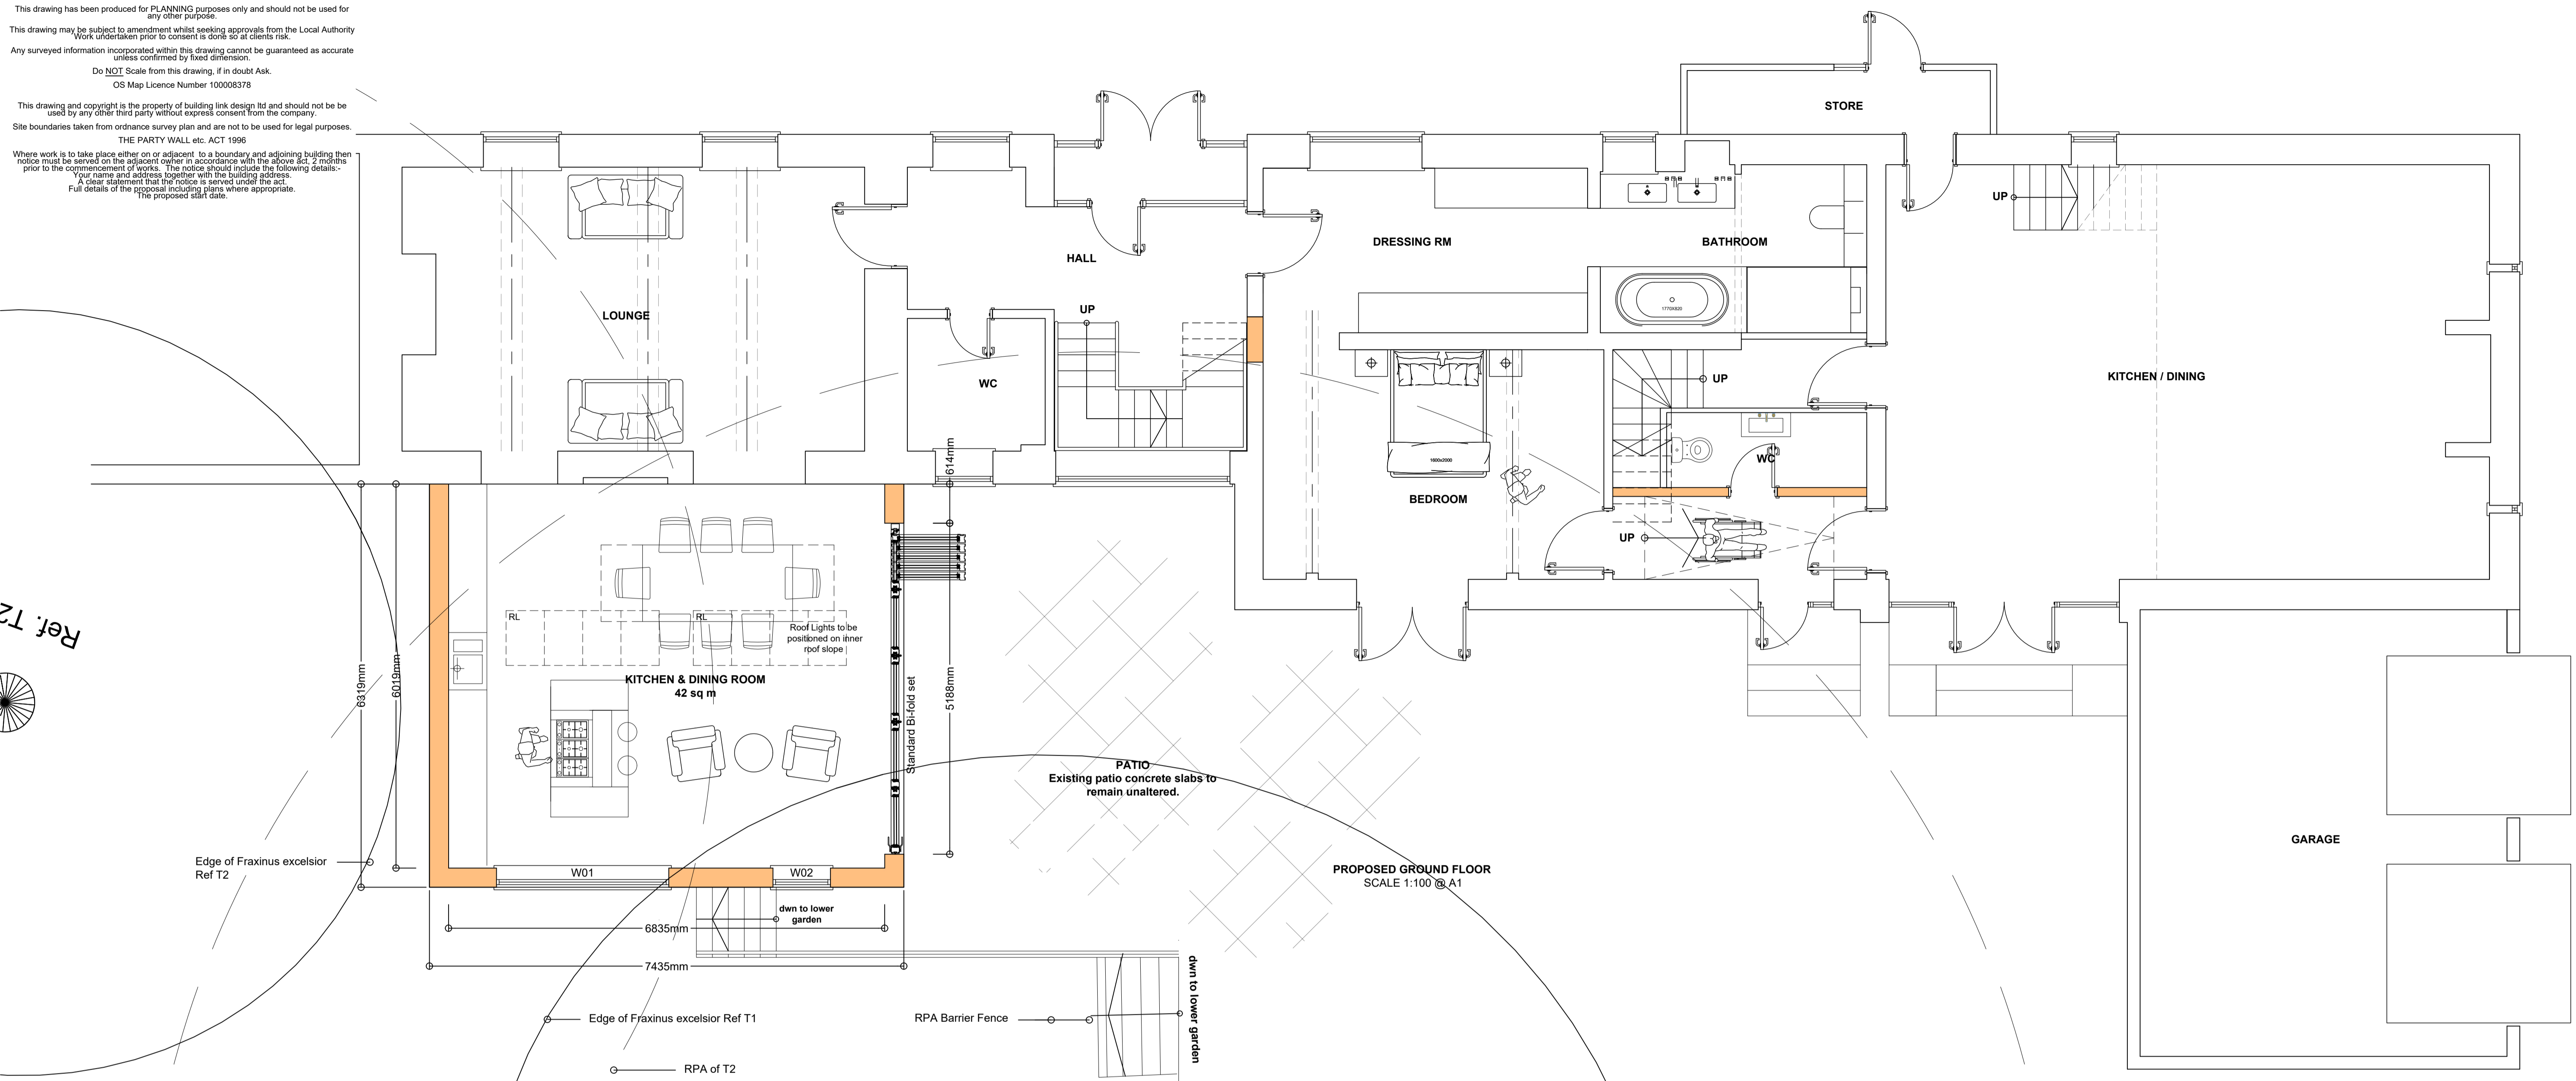 This drawing has been produced for PLANNING purposes only and should not be used for
any other purpose.
This drawing may be subject to amendment whilst seeking approvals from the Local Authority
Work undertaken prior to consent is done so at clients risk.
Any surveyed information incorporated within this drawing cannot be guaranteed as accurate
unless confirmed by fixed dimension.
Do NOT Scale from this drawing, if in doubt Ask.
OS Map Licence Number 100008378
This drawing and copyright is the property of building link design ltd and should not be be
used by any other third party without express consent from the company.
Site boundaries taken from ordnance survey plan and are not to be used for legal purposes.
THE PARTY WALL etc. ACT 1996
Where work is to take place either on or adjacent to a boundary and adjoining building then
notice must be served on the adjacent owner in accordance with the above act, 2 months
prior to the commencement of works. The notice should include the following details:-
Your name and address together with the building address.
A clear statement that the notice is served under the act.
Full details of the proposal including plans where appropriate.
The proposed start date.
STORE
UP
DRESSING RM
BATHROOM
HALL
1770X820
UP
LOUNGE
WC
UP
KITCHEN / DINING
614mm
1600x2000
WC
BEDROOM
UP
Ref. T2
RL
RL
Roof Lights to be
positioned on inner
roof slope
6319mm
6019mm
KITCHEN & DINING ROOM
42 sq m
5188mm
Standard Bi-fold set
PATIO
Existing patio concrete slabs to
remain unaltered.
GARAGE
Edge of Fraxinus excelsior
Ref T2
W01
W02
PROPOSED GROUND FLOOR
SCALE 1:100 @ A1
dwn to lower
garden
6835mm
7435mm
dwn to lower garden
Edge of Fraxinus excelsior Ref T1
RPA Barrier Fence
RPA of T2